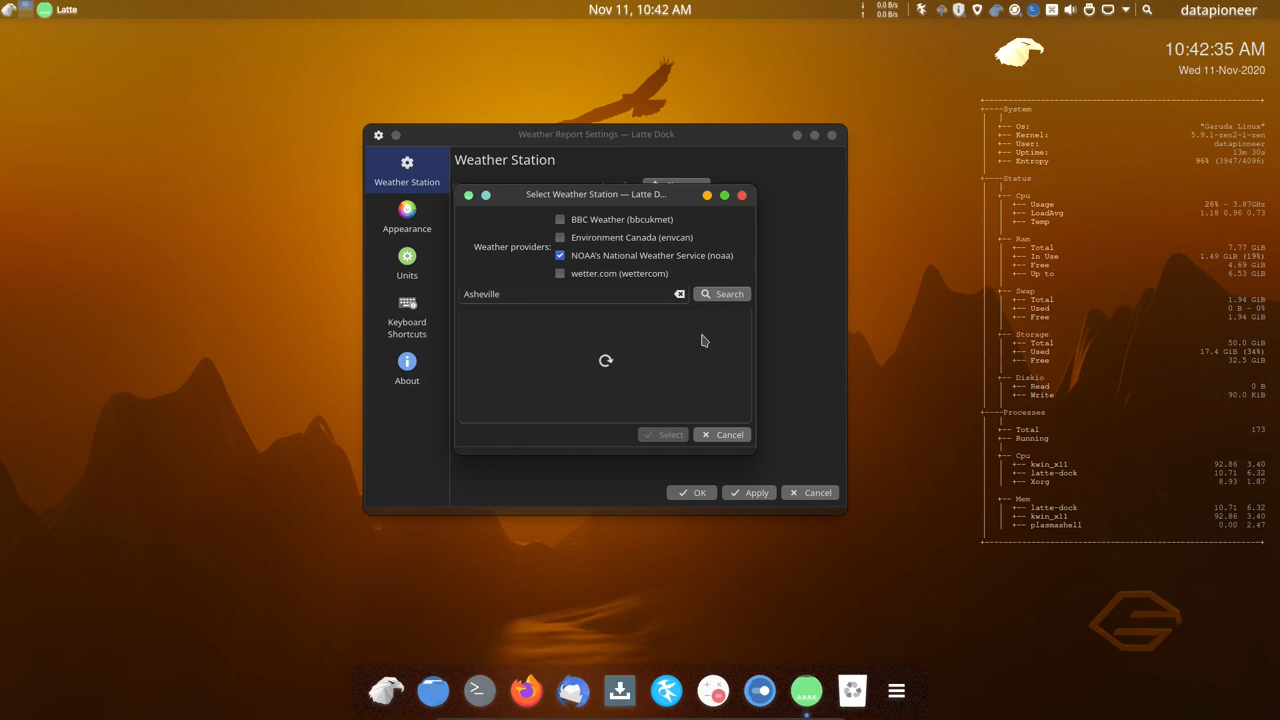 Latte
Nov 11, 10:42 AM
0.0 B/s
0.0 B/s
datapioneer
10:42:35 AM
Wed 11-Nov-2020
Weather Report Settings — Latte Dock
Weather Station
Weather Station
Appearance
Units
Keyboard
Shortcuts
About
Select Weather Station — Latte D...
Weather providers:
BBC Weather (bbcukmet)
Environment Canada (envcan)
NOAA's National Weather Service (noaa)
wetter.com (wettercom)
Asheville
Search
Select
Cancel
OK
Apply
Cancel
System
Os: "Garuda Linux"
Kernel: 5.9.1-zen2-1-zen
User: datapioneer
Uptime: 13m 30s
Entropy 96% (3947/4096)
Status
Cpu
Usage 26% - 3.87GHz
LoadAvg 1.18 0.96 0.73
Temp
Ram
Total 7.77 GiB
In Use 1.49 GiB (19%)
Free 4.69 GiB
Up to 6.53 GiB
Swap
Total 1.94 GiB
Used 0 B - 0%
Free 1.94 GiB
Storage
Total 50.0 GiB
Used 17.4 GiB (34%)
Free 32.5 GiB
Diskio
Read 0 B
Write 90.0 KiB
Processes
Total 173
Running
Cpu
kwin_x11 92.86 3.40
latte-dock 10.71 6.32
Xorg 8.93 1.87
Mem
latte-dock 10.71 6.32
kwin_x11 92.86 3.40
plasmashell 0.00 2.47